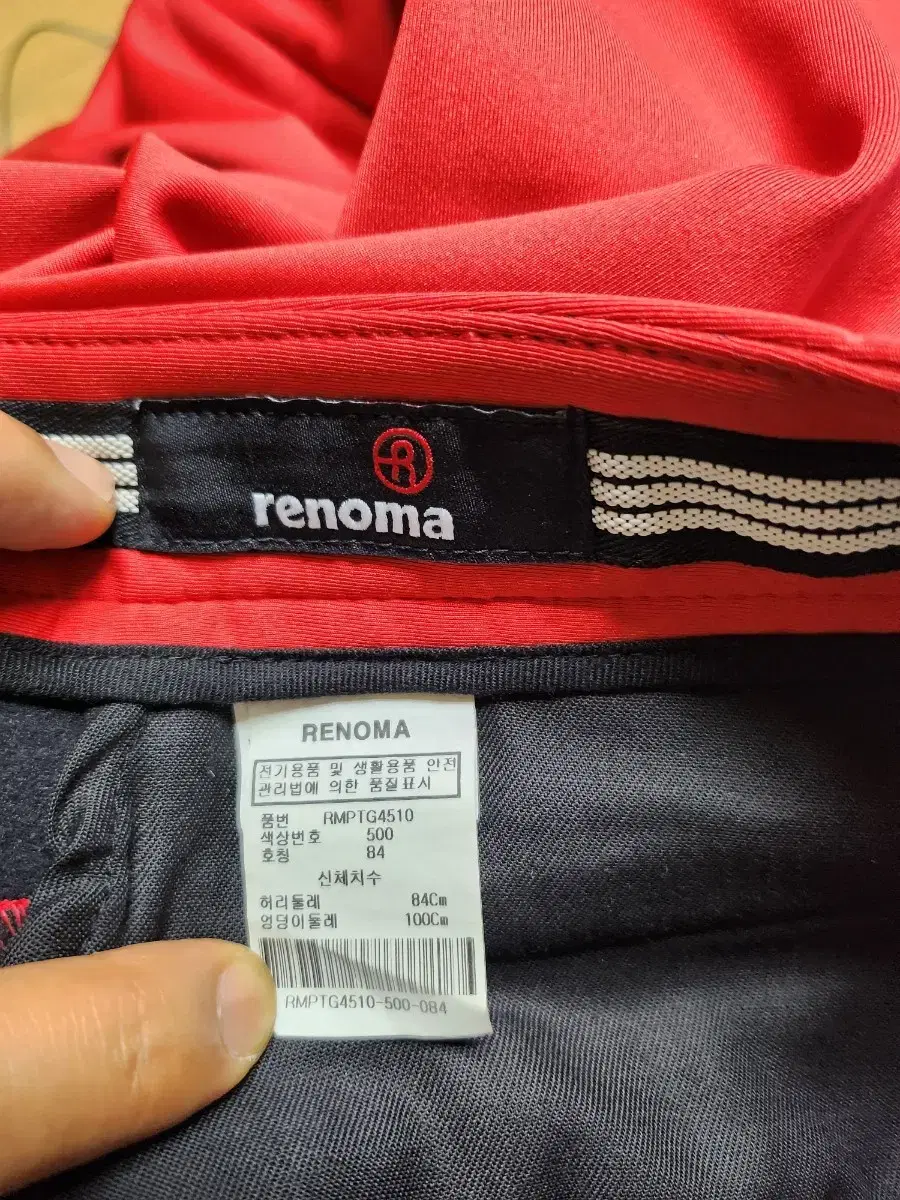 R
renoma
RENOMA
전기용품 및 생활용품 안전
관리법에 의한 품질표시
품번 RMPTG4510
색상번호 500
호칭 84
신체치수
허리둘레 84Cm
엉덩이둘레 100Cm
RMPTG4510-500-084